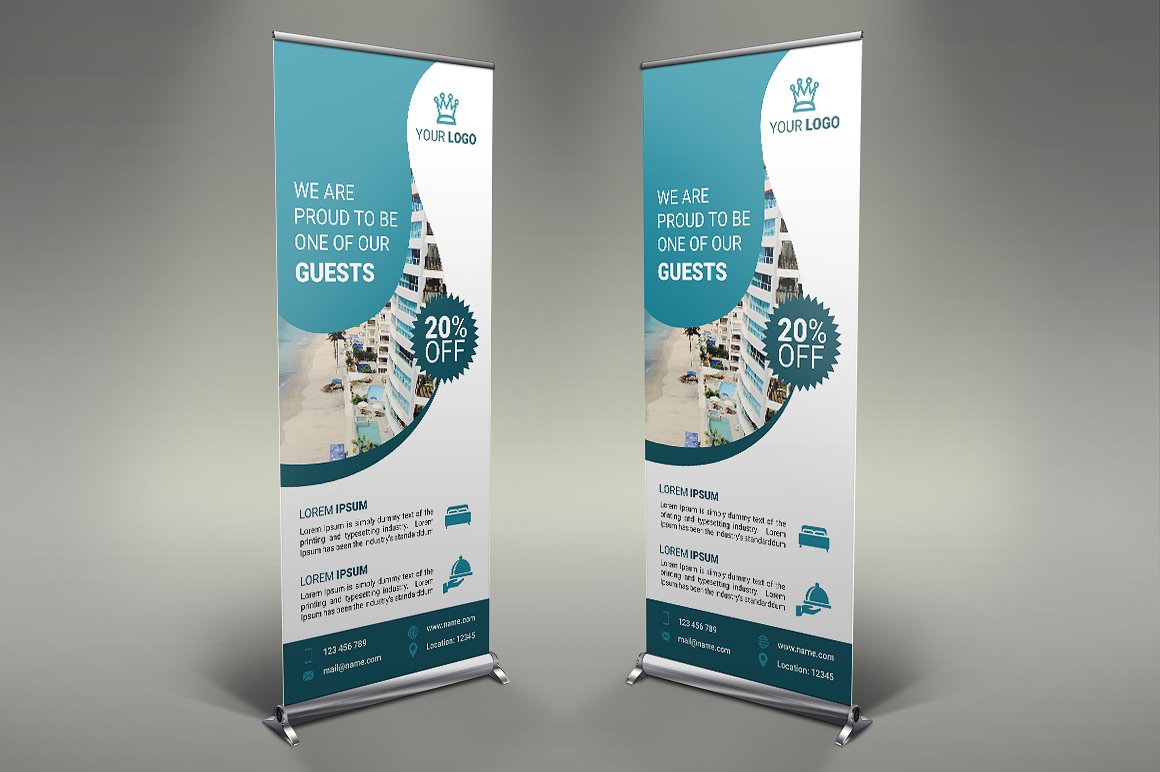 YOUR LOGO
WE ARE
PROUD TO BE
ONE OF OUR
GUESTS
20%
OFF
LOREM IPSUM
Lorem Ipsum is simply dummy text of the
printing and typesetting industry. Lorem
Ipsum has been the industry's standarddum
LOREM IPSUM
Lorem Ipsum is simply dummy text of the
printing and typesetting industry. Lorem
Ipsum has been the industry's standarddum
123 456 789
mail@name.com
www.name.com
Location: 12345
YOUR LOGO
WE ARE
PROUD TO BE
ONE OF OUR
GUESTS
20%
OFF
LOREM IPSUM
Lorem Ipsum is simply dummy text of the
printing and typesetting industry. Lorem
Ipsum has been the industry's standarddum
LOREM IPSUM
Lorem Ipsum is simply dummy text of the
printing and typesetting industry. Lorem
Ipsum has been the industry's standarddum
123 456 789
mail@name.com
www.name.com
Location: 12345